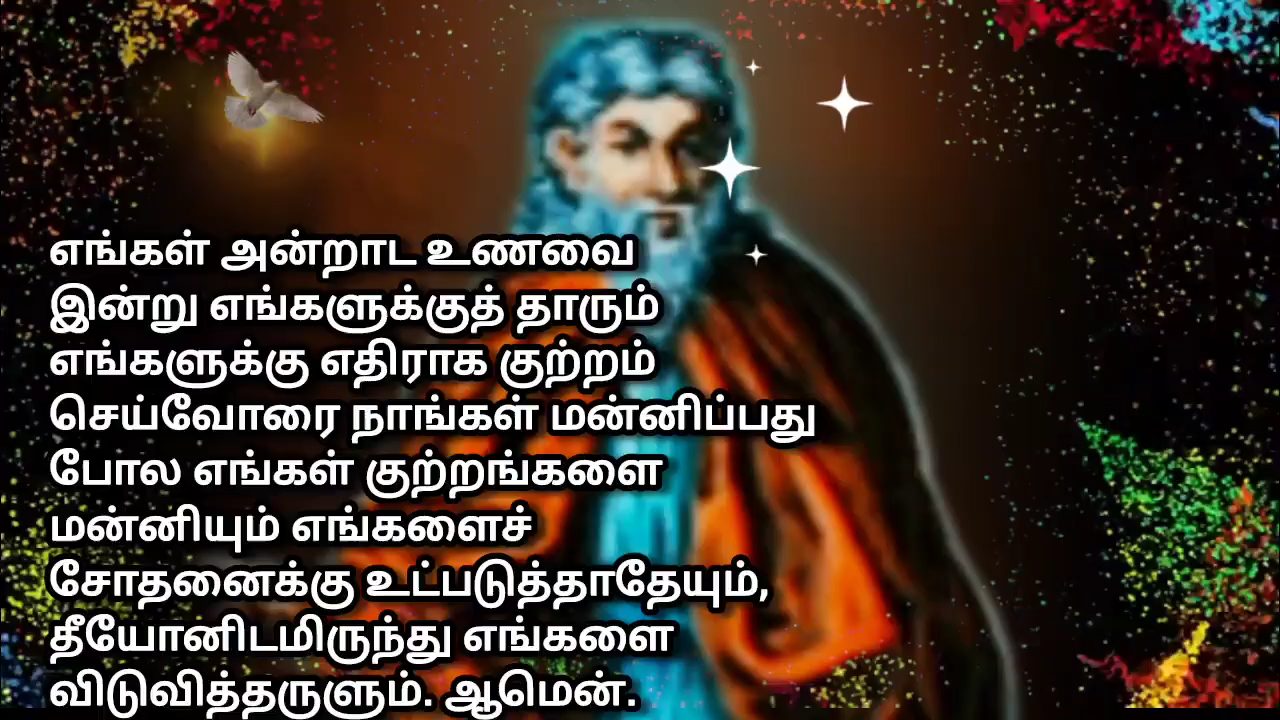 எங்கள் அன்றாட உணவை
இன்று எங்களுக்குத் தாரும்
எங்களுக்கு எதிராக குற்றம்
செய்வோரை நாங்கள் மன்னிப்பது
போல எங்கள் குற்றங்களை
மன்னியும் எங்களைச்
சோதனைக்கு உட்படுத்தாதேயும்,
தீயோனிடமிருந்து எங்களை
விடுவித்தருளும். ஆமென்.